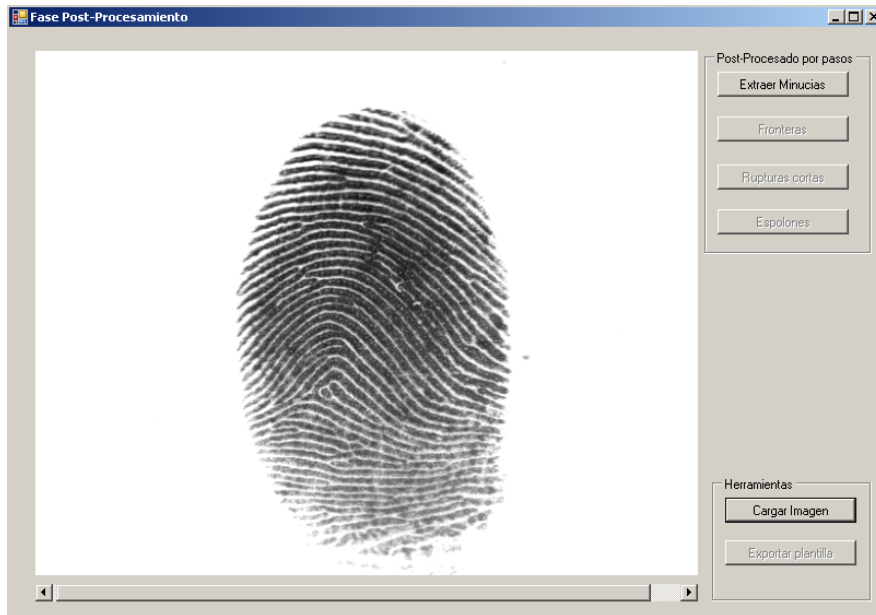 Fase Post-Procesamiento
Post-Procesado por pasos
Extraer Minucias
Fronteras
Rupturas cortas
Espolones
Herramientas
Cargar Imagen
Exportar plantilla